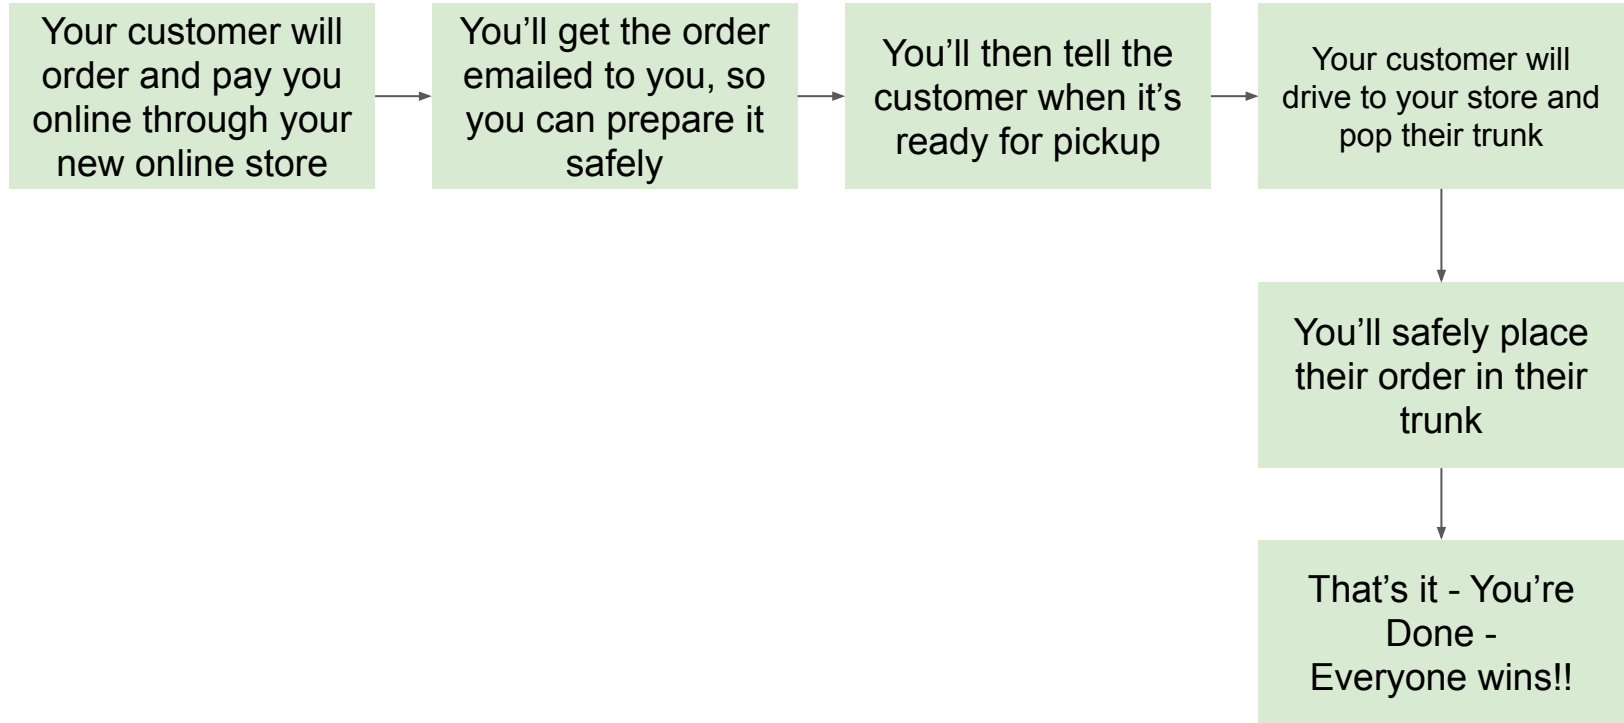 Your customer will
order and pay you
online through your
new online store
You’ll get the order
emailed to you, so
you can prepare it
safely
You’ll then tell the
customer when it’s
ready for pickup
Your customer will
drive to your store and
pop their trunk
You’ll safely place
their order in their
trunk
That’s it - You’re
Done -
Everyone wins!!